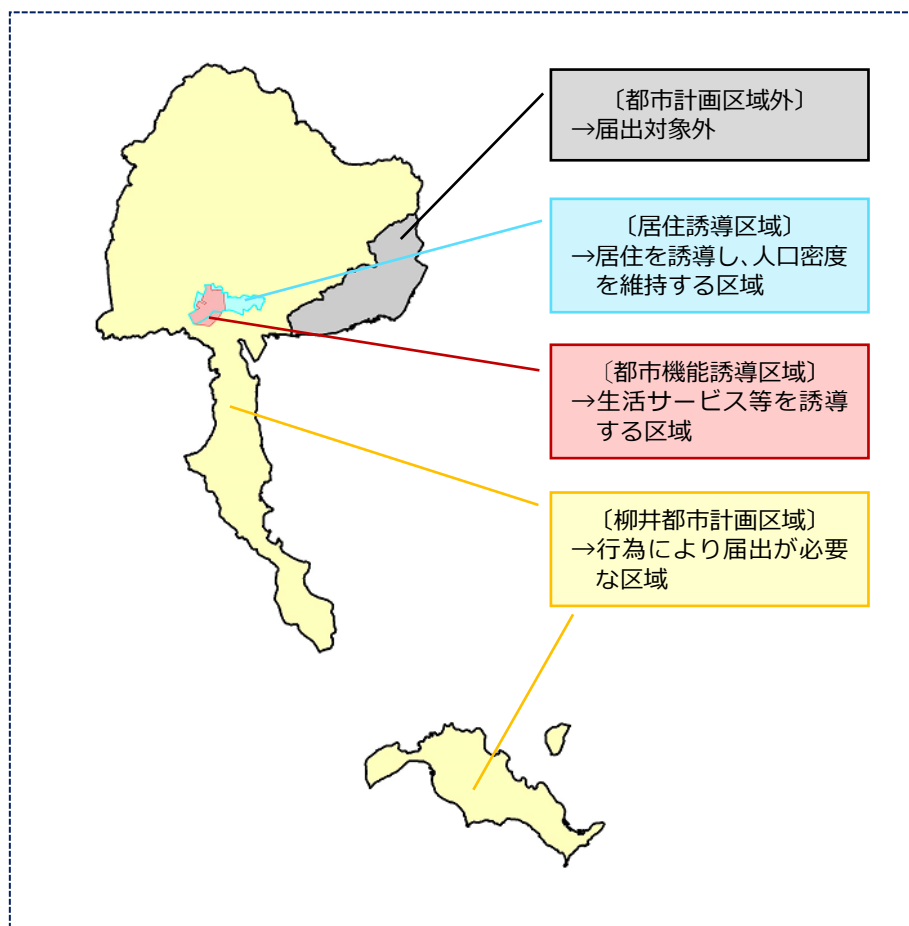 〔都市計画区域外〕
→届出対象外
〔居住誘導区域〕
→居住を誘導し、人口密度
を維持する区域
〔都市機能誘導区域〕
→生活サービス等を誘導
する区域
〔柳井都市計画区域〕
→行為により届出が必要
な区域